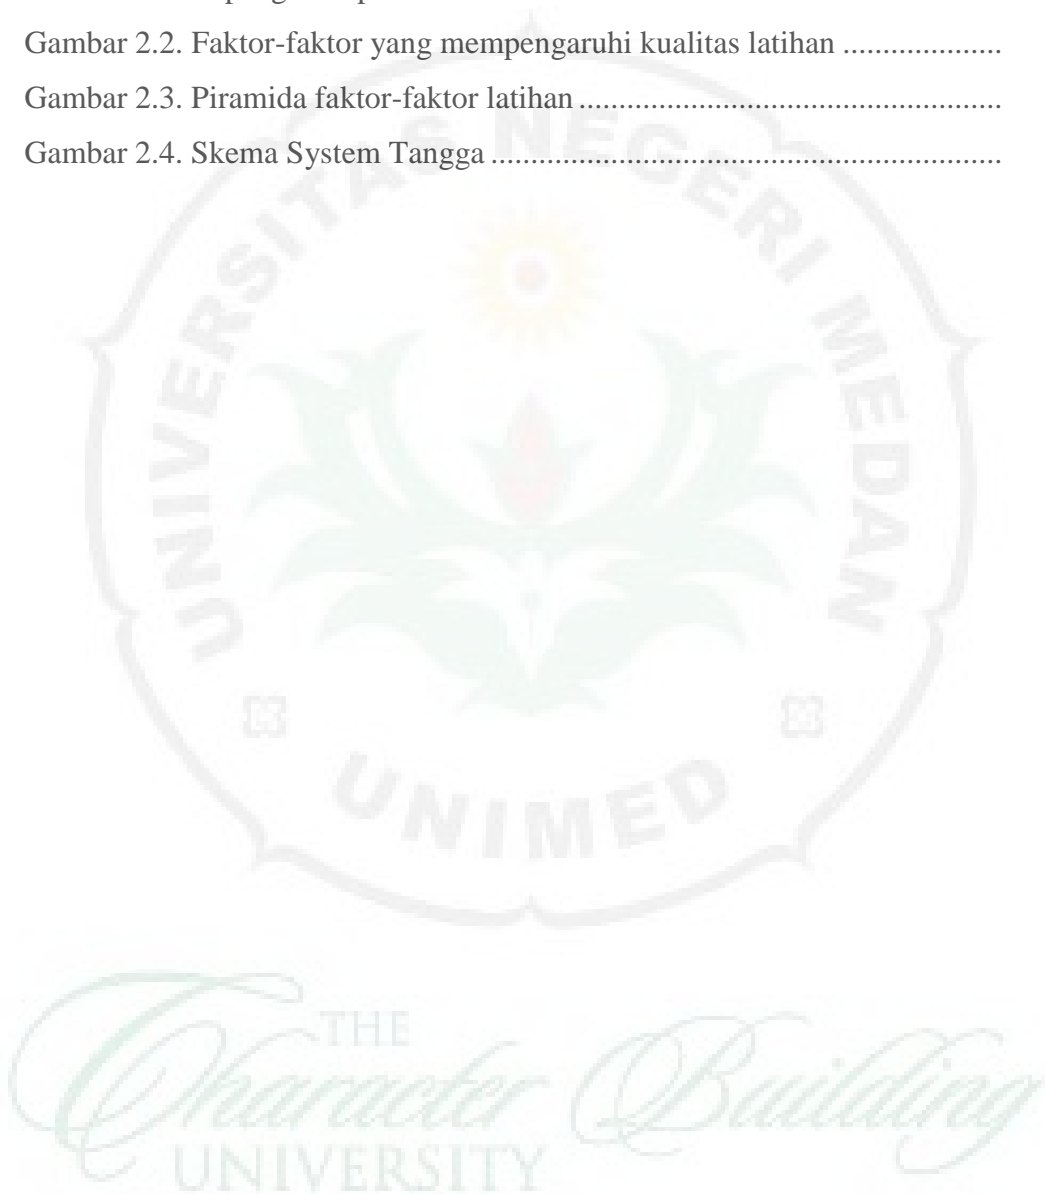 Gambar 2.2. Faktor-faktor yang mempengaruhi kualitas latihan ....................
Gambar 2.3. Piramida faktor-faktor latihan .....................................................
Gambar 2.4. Skema System Tangga ................................................................
UNIVERSITAS NEGERI MEDAN
UNIMED
THE
Character Building
UNIVERSITY